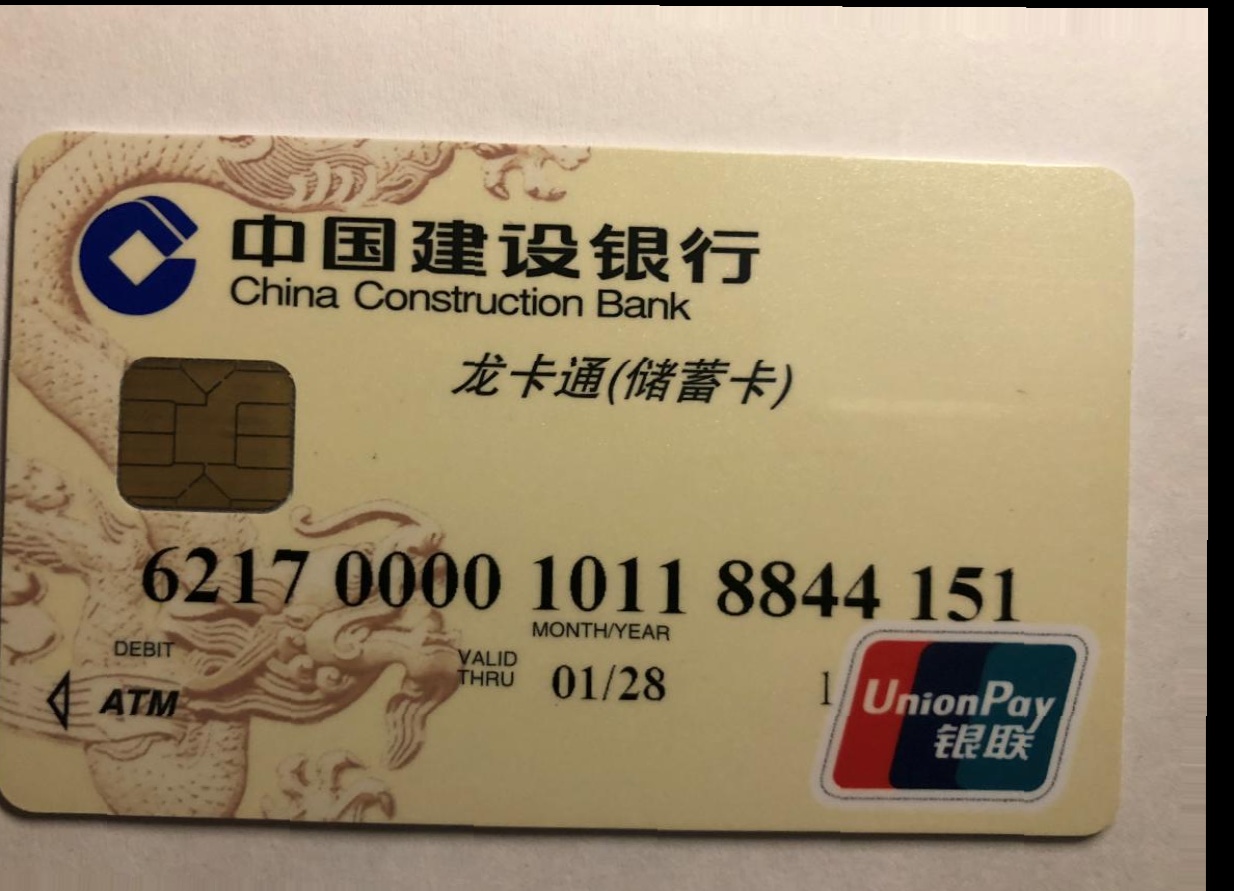 中国建设银行
China Construction Bank
龙卡通(储蓄卡)
6217 0000 1011 8844 151
MONTH/YEAR
DEBIT
VALID
THRU
01/28
1
ATM
UnionPay
银联